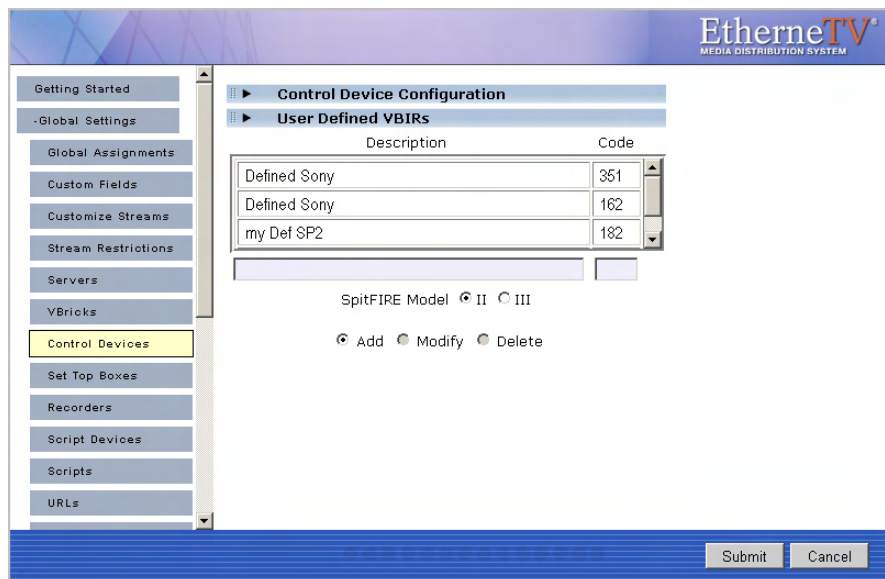 EtherneTV®
MEDIA DISTRIBUTION SYSTEM
Getting Started
-Global Settings
Global Assignments
Custom Fields
Customize Streams
Stream Restrictions
Servers
VBricks
Control Devices
Set Top Boxes
Recorders
Script Devices
Scripts
URLs
Control Device Configuration
User Defined VBIRs
Description Code
Defined Sony 351
Defined Sony 162
my Def SP2 182
SpitFIRE Model II III
Add Modify Delete
Submit Cancel